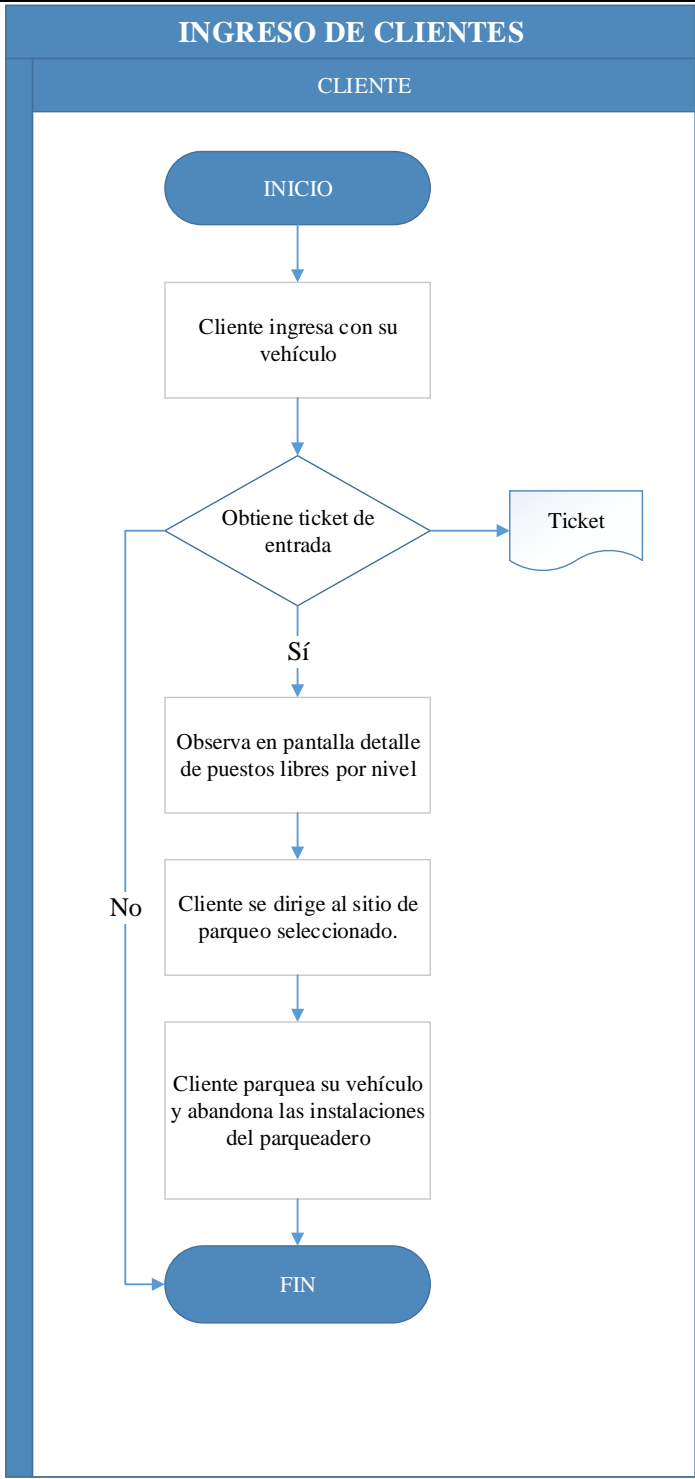 INGRESO DE CLIENTES
CLIENTE
INICIO
Cliente ingresa con su
vehículo
Obtiene ticket de
entrada
Ticket
Sí
Observa en pantalla detalle
de puestos libres por nivel
No
Cliente se dirige al sitio de
parqueo seleccionado.
Cliente parquea su vehículo
y abandona las instalaciones
del parqueadero
FIN